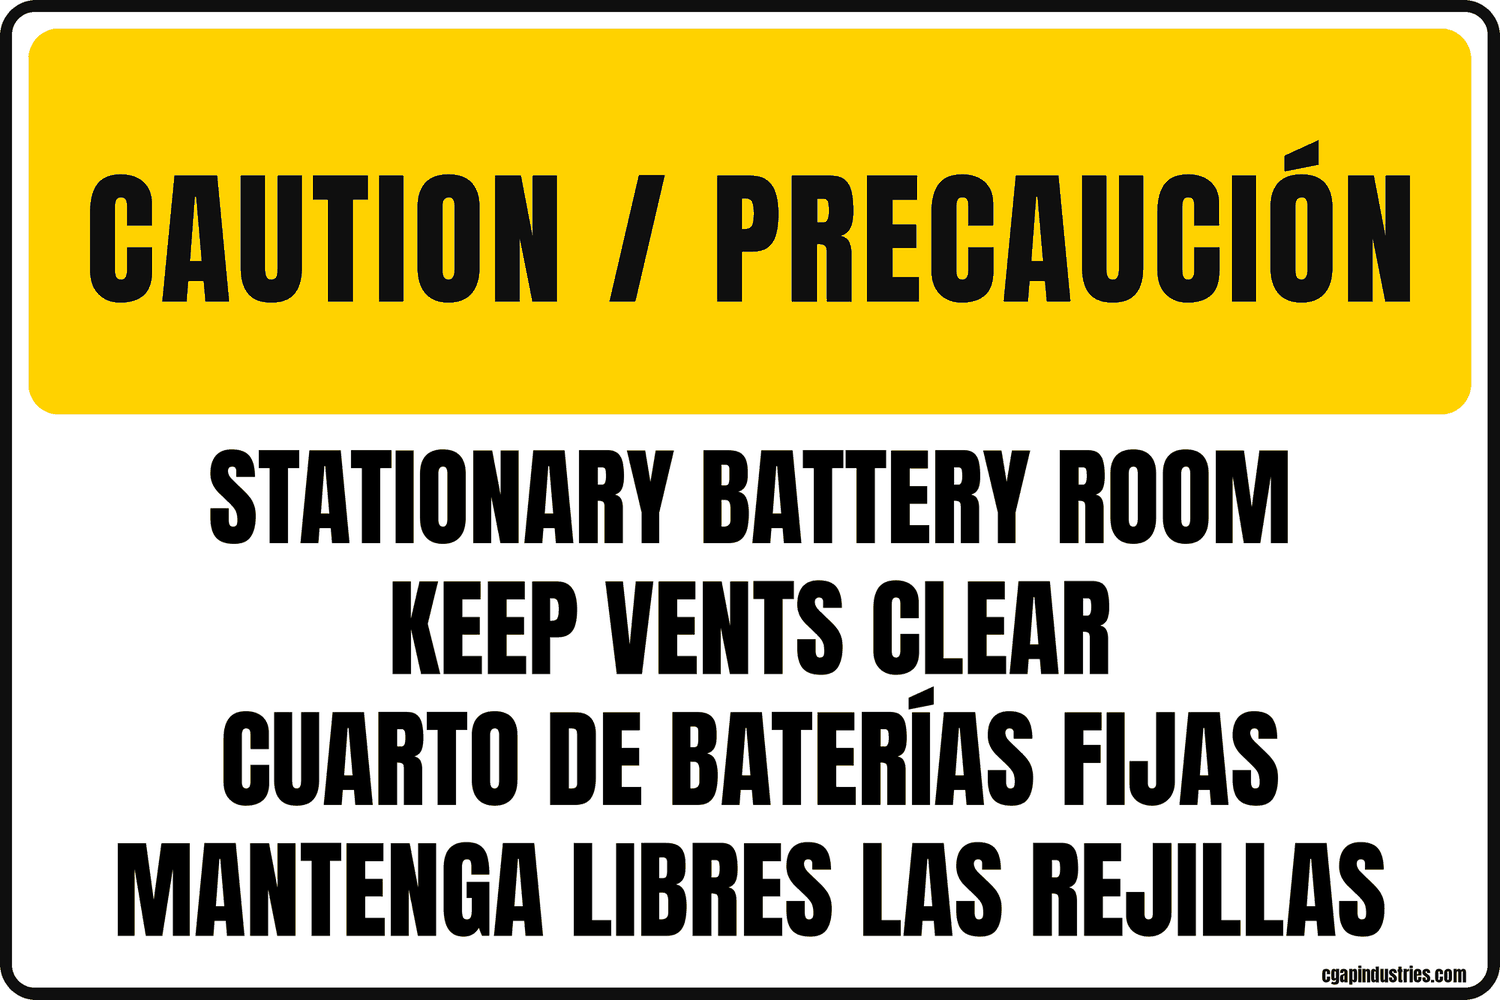 CAUTION / PRECAUCIÓN
STATIONARY BATTERY ROOM
KEEP VENTS CLEAR
CUARTO DE BATERÍAS FIJAS
MANTENGA LIBRES LAS REJILLAS
cgapindustries.com